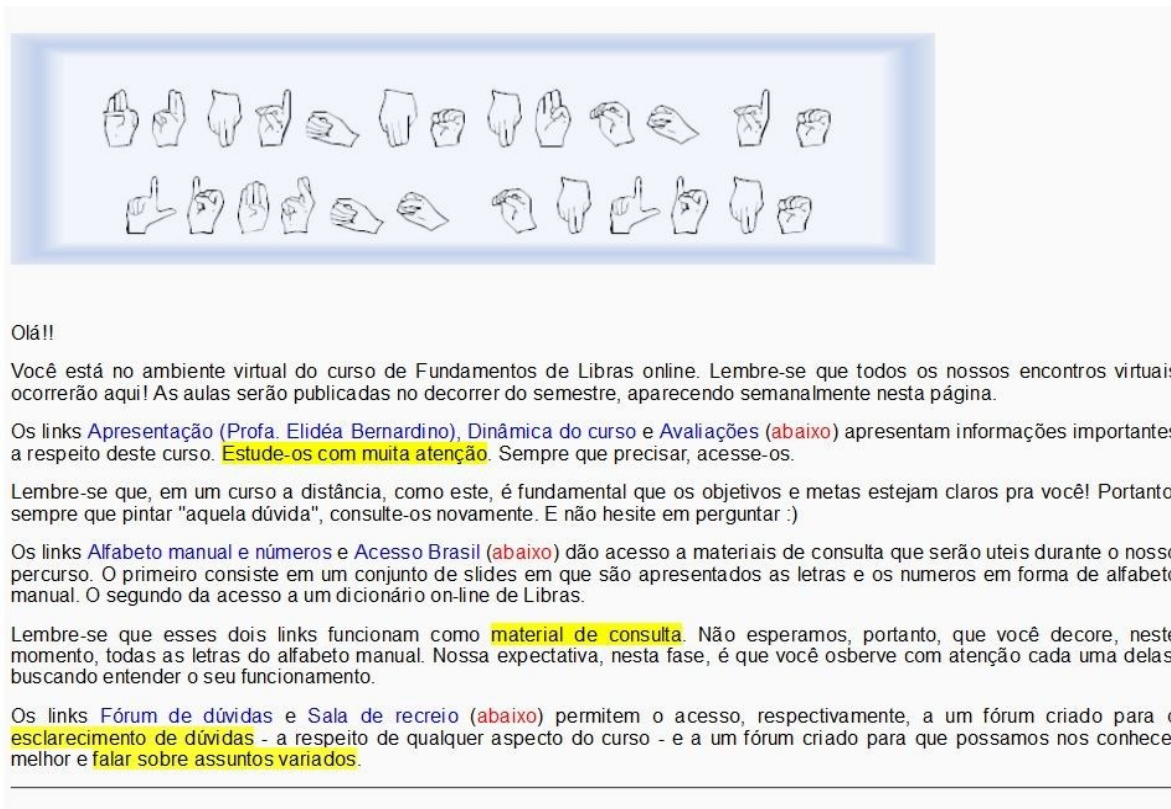 Olá!!
Você está no ambiente virtual do curso de Fundamentos de Libras online. Lembre-se que todos os nossos encontros virtuais
ocorrerão aqui! As aulas serão publicadas no decorrer do semestre, aparecendo semanalmente nesta página.
Os links Apresentação (Profa. Elidéa Bernardino), Dinâmica do curso e Avaliações (abaixo) apresentam informações importantes
a respeito deste curso. Estude-os com muita atenção. Sempre que precisar, acesse-os.
Lembre-se que, em um curso a distância, como este, é fundamental que os objetivos e metas estejam claros pra você! Portanto
sempre que pintar "aquela dúvida", consulte-os novamente. E não hesite em perguntar :)
Os links Alfabeto manual e números e Acesso Brasil (abaixo) dão acesso a materiais de consulta que serão uteis durante o nosso
percurso. O primeiro consiste em um conjunto de slides em que são apresentados as letras e os numeros em forma de alfabeto
manual. O segundo da acesso a um dicionário on-line de Libras.
Lembre-se que esses dois links funcionam como material de consulta. Não esperamos, portanto, que você decore, neste
momento, todas as letras do alfabeto manual. Nossa expectativa, nesta fase, é que você osberve com atenção cada uma delas
buscando entender o seu funcionamento.
Os links Fórum de dúvidas e Sala de recreio (abaixo) permitem o acesso, respectivamente, a um fórum criado para o
esclarecimento de dúvidas - a respeito de qualquer aspecto do curso - e a um fórum criado para que possamos nos conhecer
melhor e falar sobre assuntos variados.